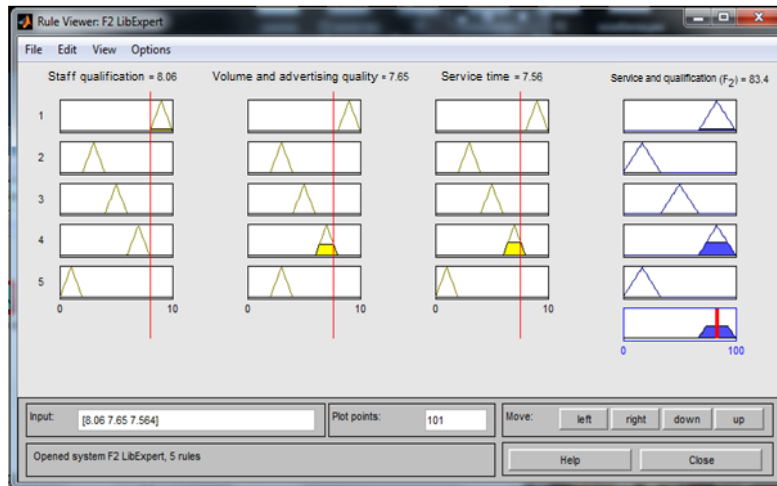 Rule Viewer: F2 LibExpert
File Edit View Options
Staff qualification = 8.06 Volume and advertising quality = 7.65 Service time = 7.56 Service and qualification (F2) = 83.4
1
2
3
4
5
0 10 0 10 0 10
0 100
Input: [8.06 7.65 7.564] Plot points: 101 Move: left right down up
Opened system F2 LibExpert, 5 rules Help Close